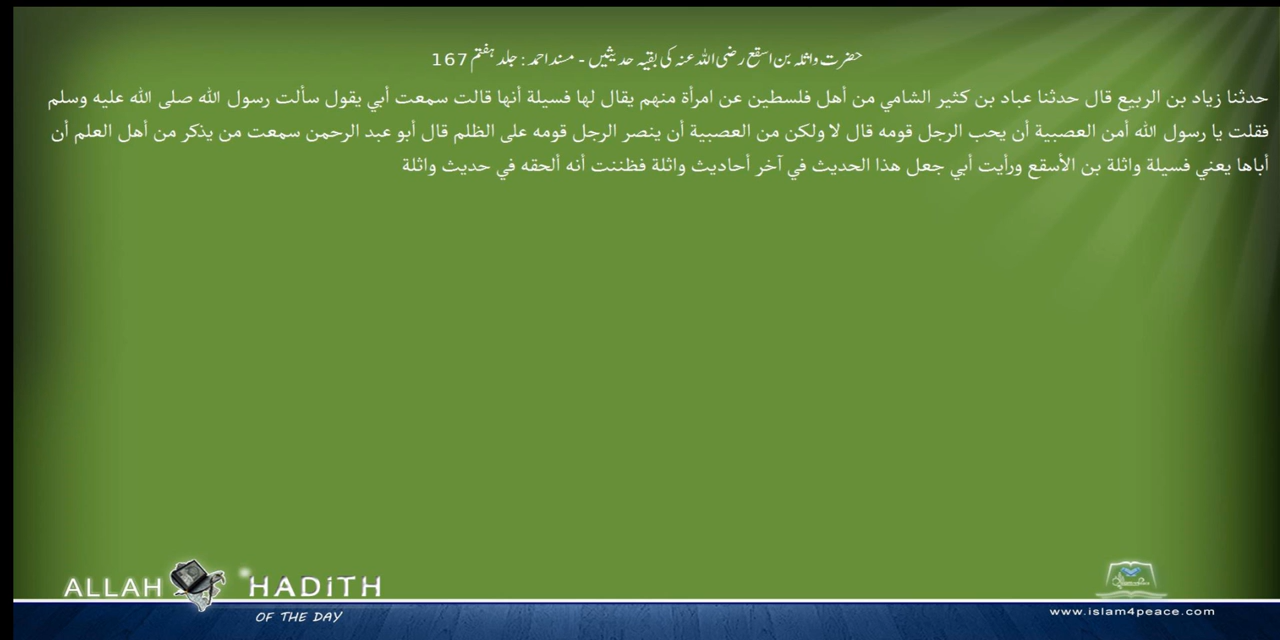 حضرت واثلہ بن اسقع رضی اللہ عنہ کی بقیہ حدیثیں - مسند احمد : جلد ہفتم 167
حدثنا زياد بن الربيع قال حدثنا عباد بن كثير الشامي من أهل فلسطين عن امرأة منهم يقال لها فسيلة أنها قالت سمعت أبي يقول سألت رسول الله صلى الله عليه وسلم
فقلت يا رسول الله أمن العصبية أن يحب الرجل قومه قال لا ولكن من العصبية أن ينصر الرجل قومه على الظلم قال أبو عبد الرحمن سمعت من يذكر من أهل العلم أن
أباها يعني فسيلة واثلة بن الأسقع ورأيت أبي جعل هذا الحديث في آخر أحاديث واثلة فظننت أنه ألحقه في حديث واثلة
ALLAH HADITH
OF THE DAY
www.islam4peace.com